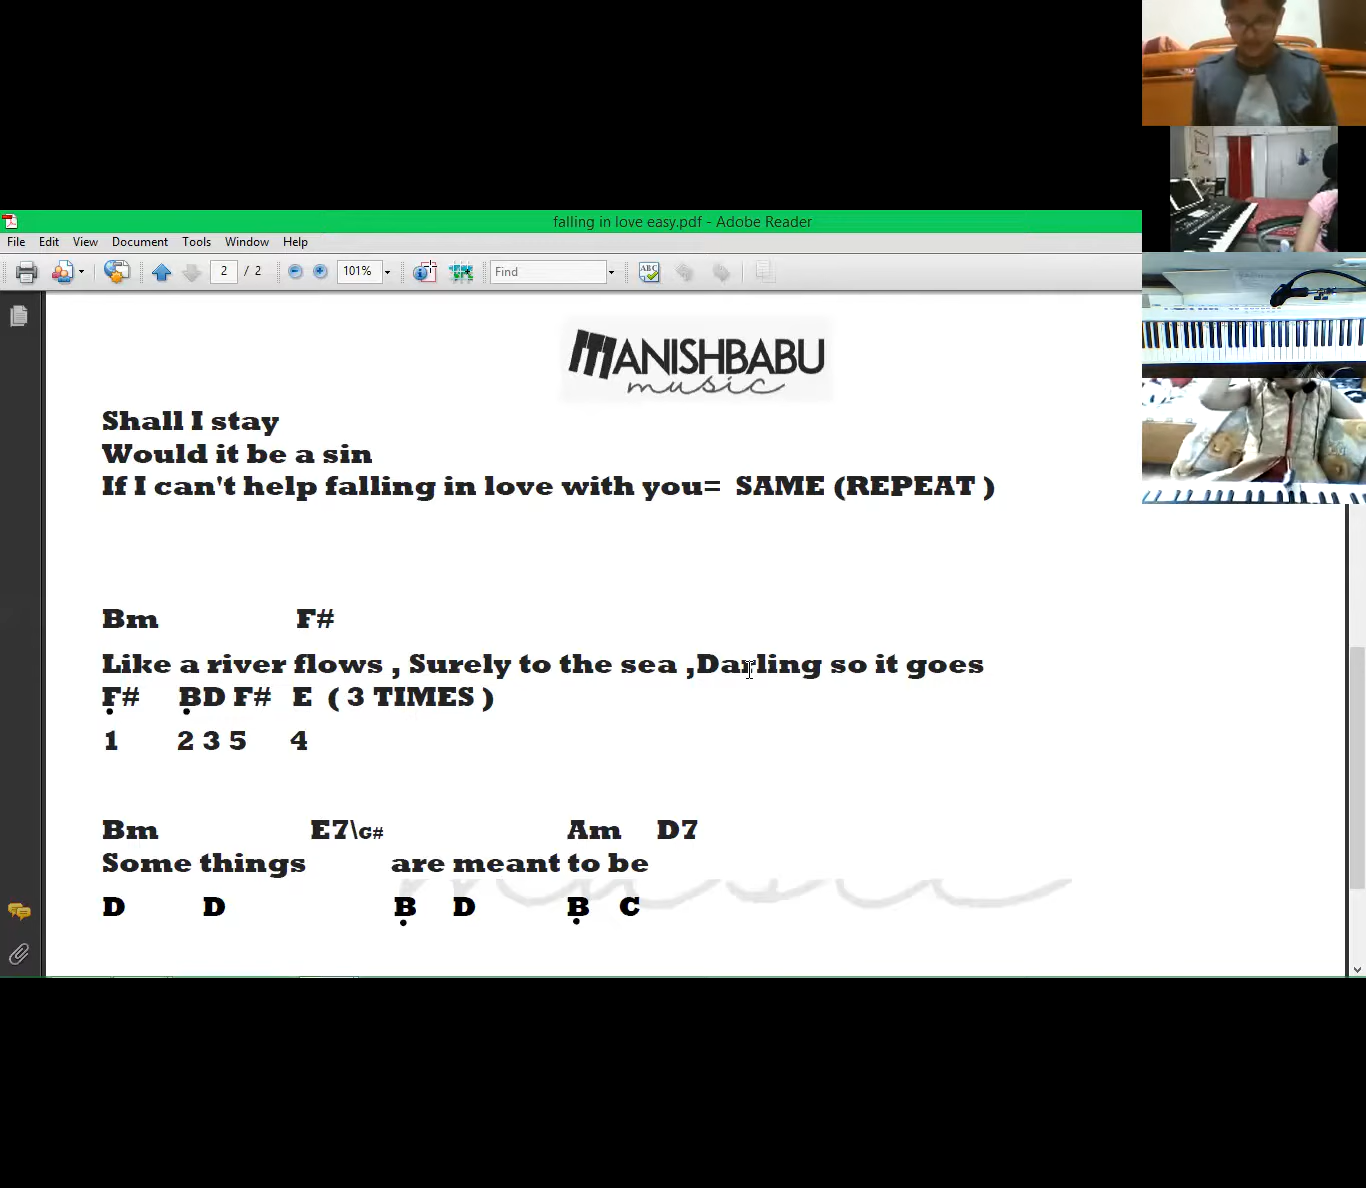 falling in love easy.pdf - Adobe Reader
File Edit View Document Tools Window Help
2 / 2 101% Find
MANISHBABU
music
Shall I stay
Would it be a sin
If I can't help falling in love with you= SAME (REPEAT )
Bm F#
Like a river flows , Surely to the sea ,Darling so it goes
F# BD F# E ( 3 TIMES )
1 2 3 5 4
Bm E7\G# Am D7
Some things are meant to be
D D B D B C
music